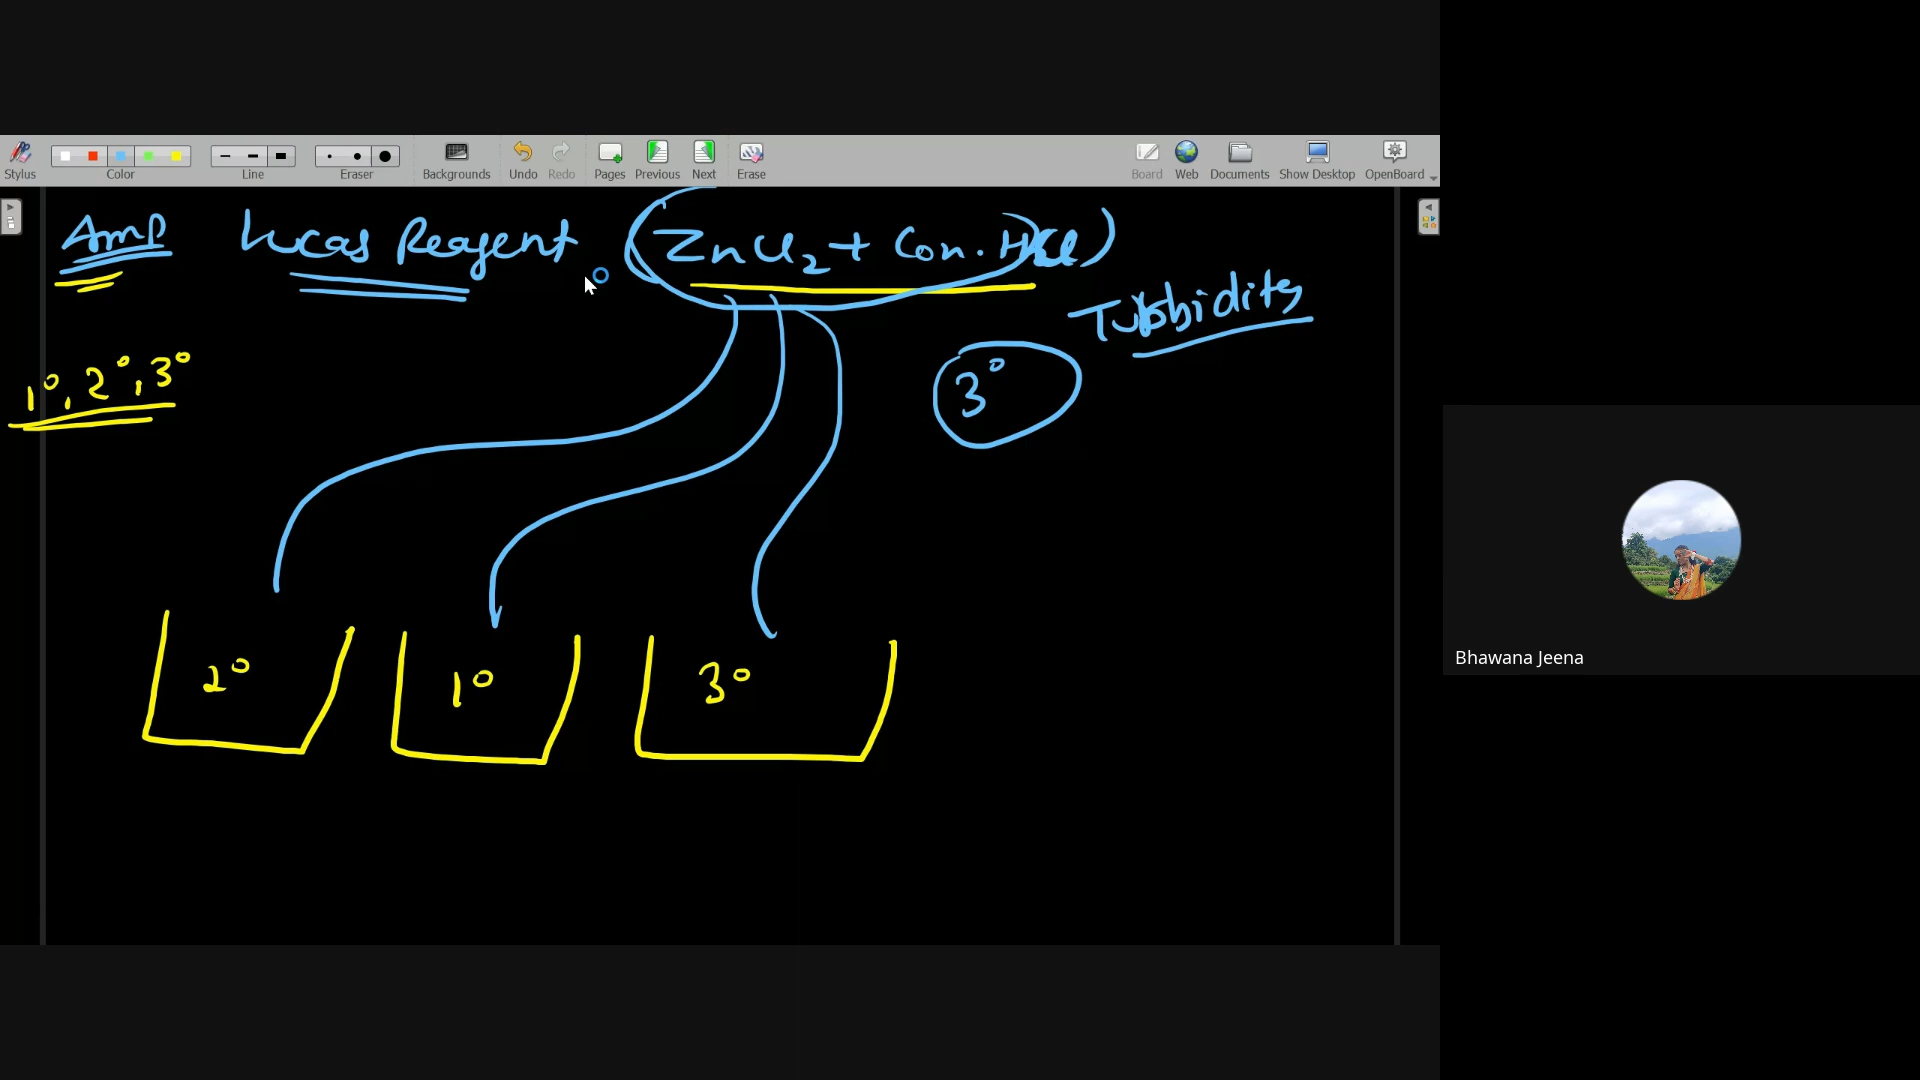 Stylus Color Line Eraser Backgrounds Undo Redo Pages Previous Next Erase Board Web Documents Show Desktop OpenBoard
Amp Lucas Reagent (ZnCl2 + Con. HCl)
Turbidity
1°, 2°, 3°
3°
2° 1° 3°
Bhawana Jeena